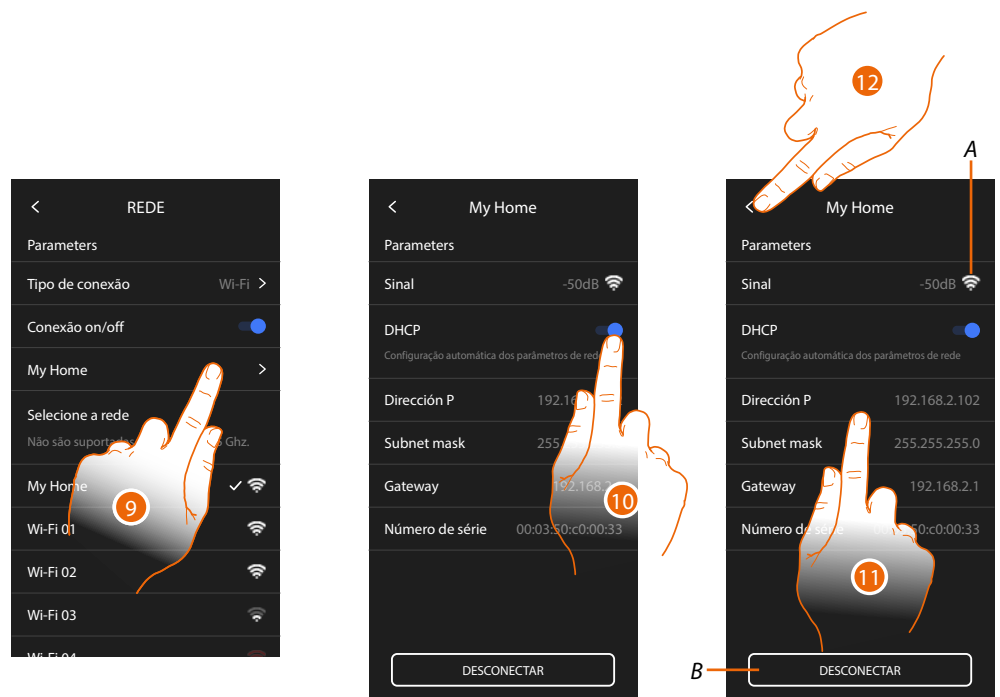 12
A
REDE
Parameters
Tipo de conexão Wi-Fi
Conexão on/off
My Home
Selecione a rede
Não são Ghz.
My Home
9
Wi-Fi 01
Wi-Fi 02
Wi-Fi 03
Wi-Fi 04
My Home
Parameters
Sinal -50dB
DHCP
Configuração automática dos parâmetros de rede
Dirección P
Subnet mask 255
Gateway
10
Número de série 00:03:50:c0:00:33
DESCONECTAR
My Home
Parameters
Sinal -50dB
DHCP
Configuração automática dos parâmetros de rede
Dirección P 192.168.2.102
Subnet mask 255.255.255.0
Gateway 192.168.2.1
Número de série 50:c0:00:33
11
B
DESCONECTAR